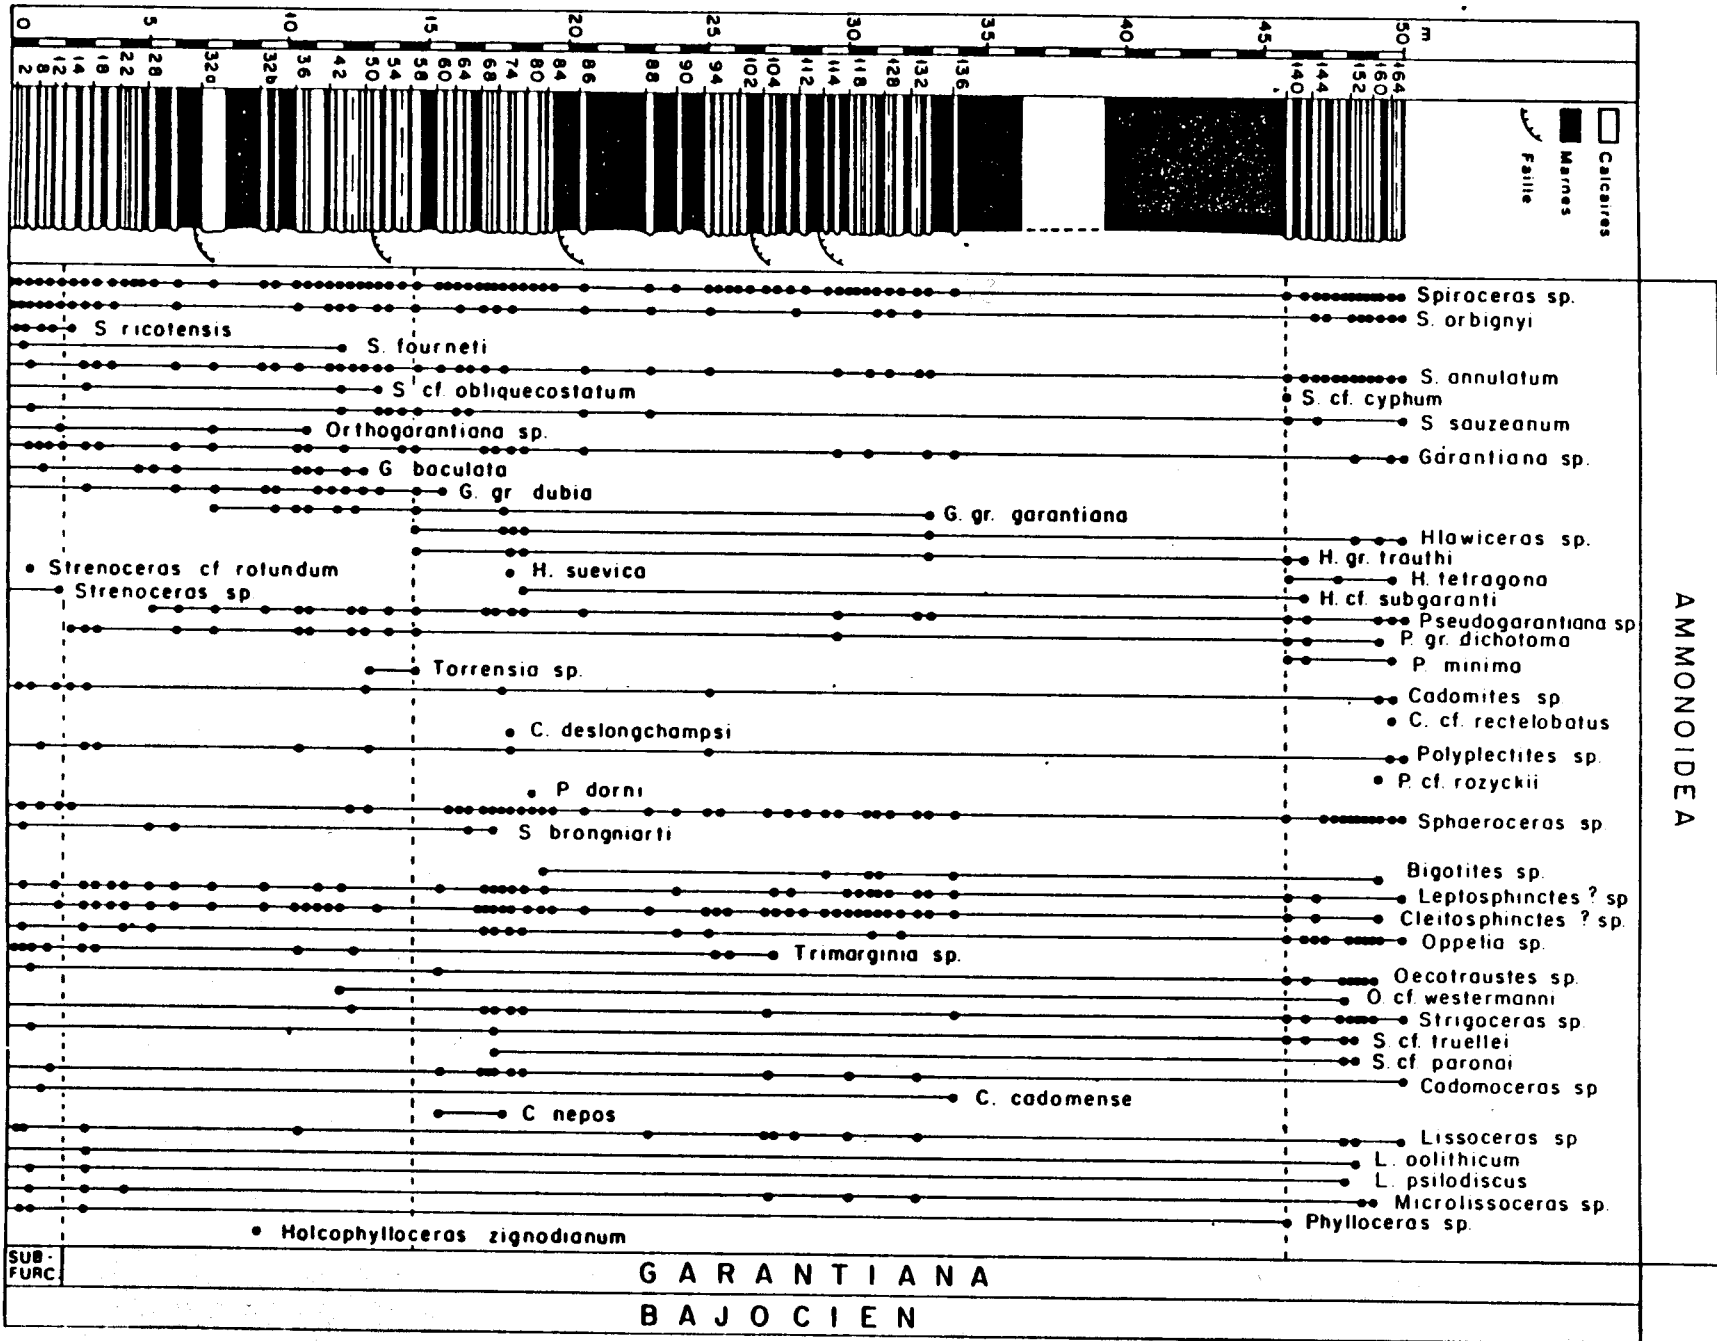 0 5 10 15 20 25 30 35 40 45 50 m
2 8 12 14 18 22 28 32a 32b 36 42 50 54 58 60 64 68 74 80 84 86 88 90 94 102 104 112 114 118 128 132 136 140 144 152 160 164
Calcaires
Marnes
Faille
Spiroceras sp.
S. orbignyi
S ricotensis
S. fourneti
S. annulatum
S cf. obliquecostatum
S. cf. cyphum
S sauzeanum
Orthogarantiana sp.
Garantiana sp.
G baculata
G. gr dubia
G. gr. garantiana
Hlawiceras sp.
H. gr. trauthi
Strenoceras cf rotundum
H. suevica
H. tetragona
Strenoceras sp.
H. cf. subgaranti
Pseudogarantiana sp
P. gr. dichotoma
P. minima
Torrensia sp.
Cadomites sp
C. cf. rectelobatus
C. deslongchampsi
Polyplectites sp.
P. cf. rozyckii
P dorni
Sphaeroceras sp
S brongniarti
Bigotites sp.
Leptosphinctes ? sp
Cleitosphinctes ? sp.
Oppelia sp.
Trimarginia sp.
Oecotraustes sp.
O. cf. westermanni
Strigoceras sp.
S. cf. truellei
S. cf. paronai
Cadomoceras sp
C. cadomense
C nepos
Lissoceras sp
L. oolithicum
L. psilodiscus
Microlissoceras sp.
Phylloceras sp.
Holcophylloceras zignodianum
AMMONOIDEA
SUB-
FURC.
GARANTIANA
BAJOCIEN